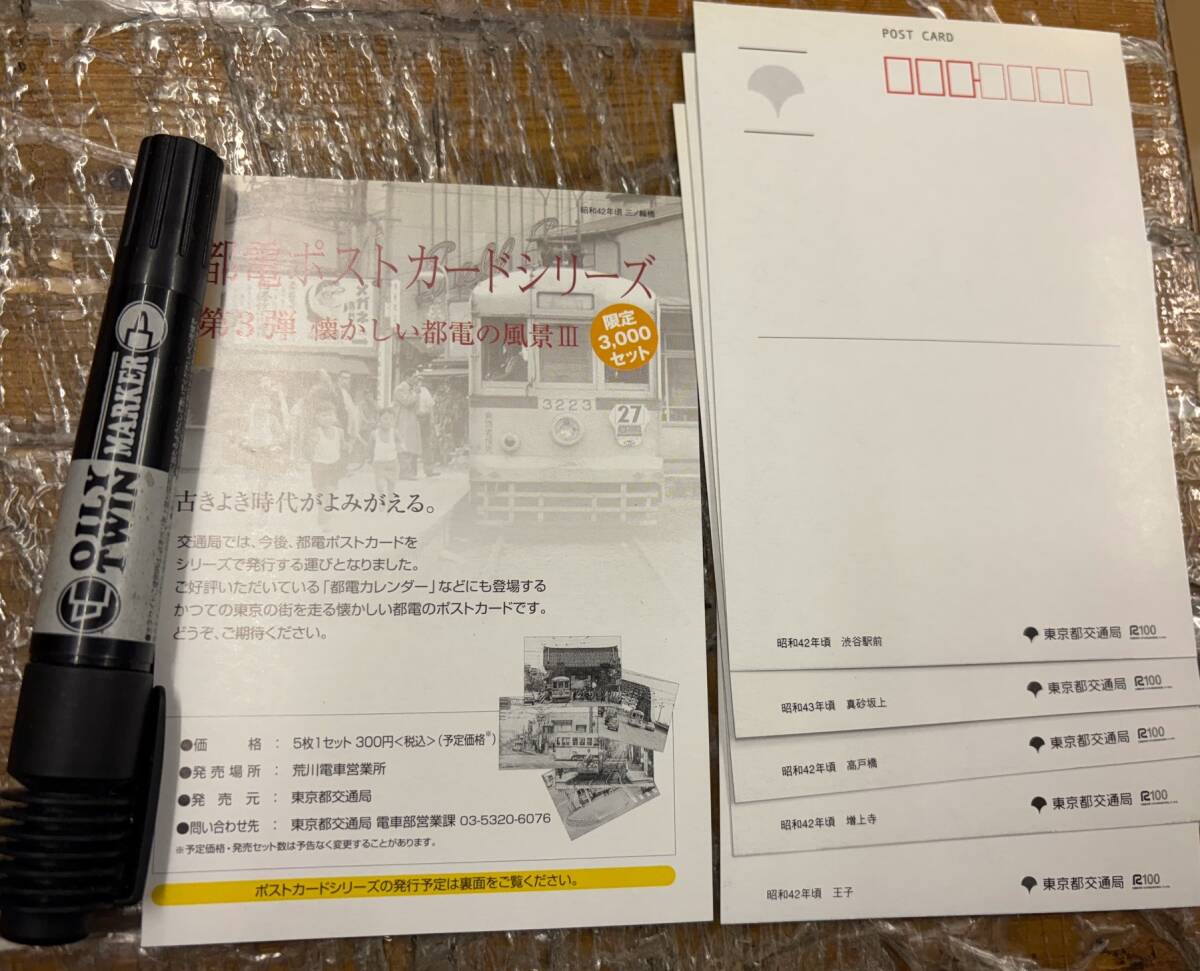 OILY
TWIN MARKER
昭和42年頃 三ノ輪橋
都電ポストカードシリーズ
第3弾 懐かしい都電の風景III
限定
3,000
セット
3223
27
古きよき時代がよみがえる。
交通局では、今後、都電ポストカードを
シリーズで発行する運びとなりました。
ご好評いただいている「都電カレンダー」などにも登場する
かつての東京の街を走る懐かしい都電のポストカードです。
どうぞ、ご期待ください。
●価 格 : 5枚1セット 300円<税込>(予定価格※)
●発売場所 : 荒川電車営業所
●発売元 : 東京都交通局
●問い合わせ先 : 東京都交通局 電車部営業課 03-5320-6076
※予定価格・発売セット数は予告なく変更することがあります。
ポストカードシリーズの発行予定は裏面をご覧ください。
POST CARD
昭和42年頃 渋谷駅前
東京都交通局 R100
昭和43年頃 真砂坂上
東京都交通局 R100
昭和42年頃 高戸橋
東京都交通局 R100
昭和42年頃 増上寺
東京都交通局 R100
昭和42年頃 王子
東京都交通局 R100